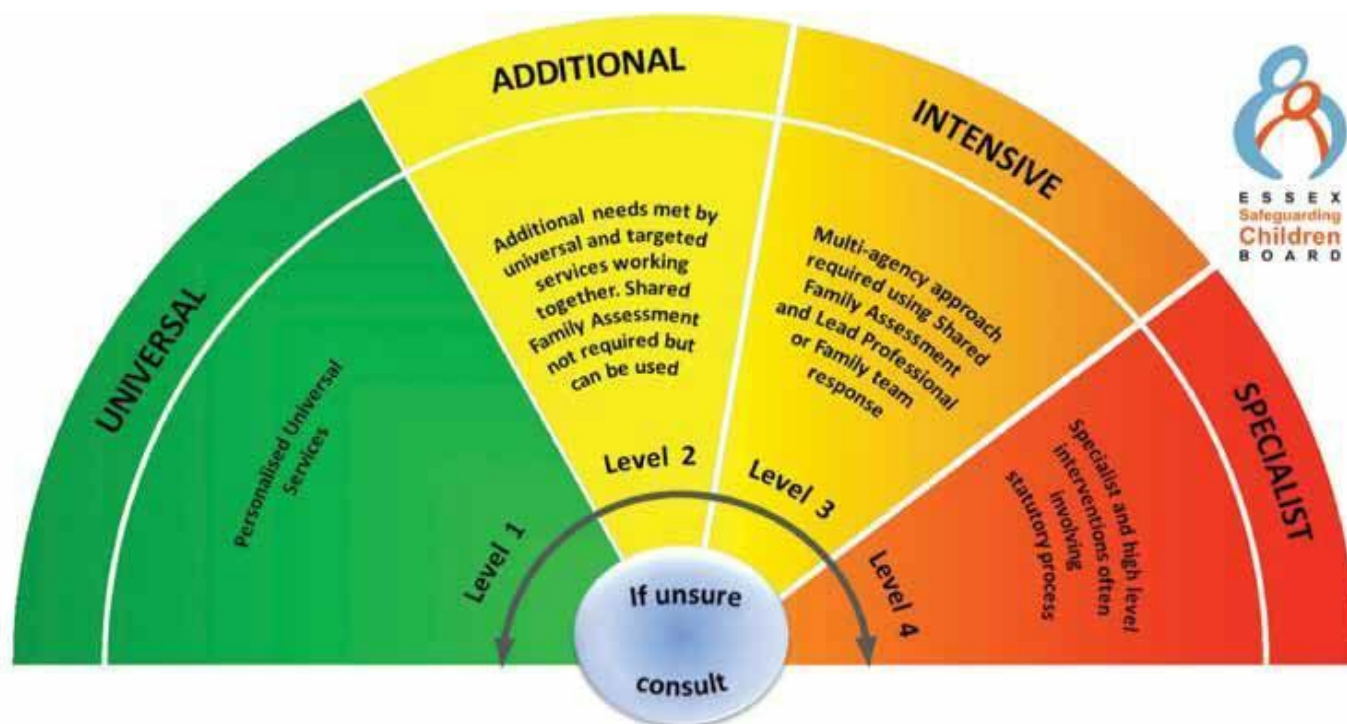 UNIVERSAL
Personalised Universal
Services
Level 1
ADDITIONAL
Additional needs met by
universal and targeted
services working
together. Shared
Family Assessment
not required but
can be used
Level 2
INTENSIVE
Multi-agency approach
required using Shared
Family Assessment
and Lead Professional
or Family team
response
Level 3
SPECIALIST
Specialist and high level
interventions often
involving
statutory process
Level 4
If unsure
consult
ESSEX
Safeguarding
Children
BOARD